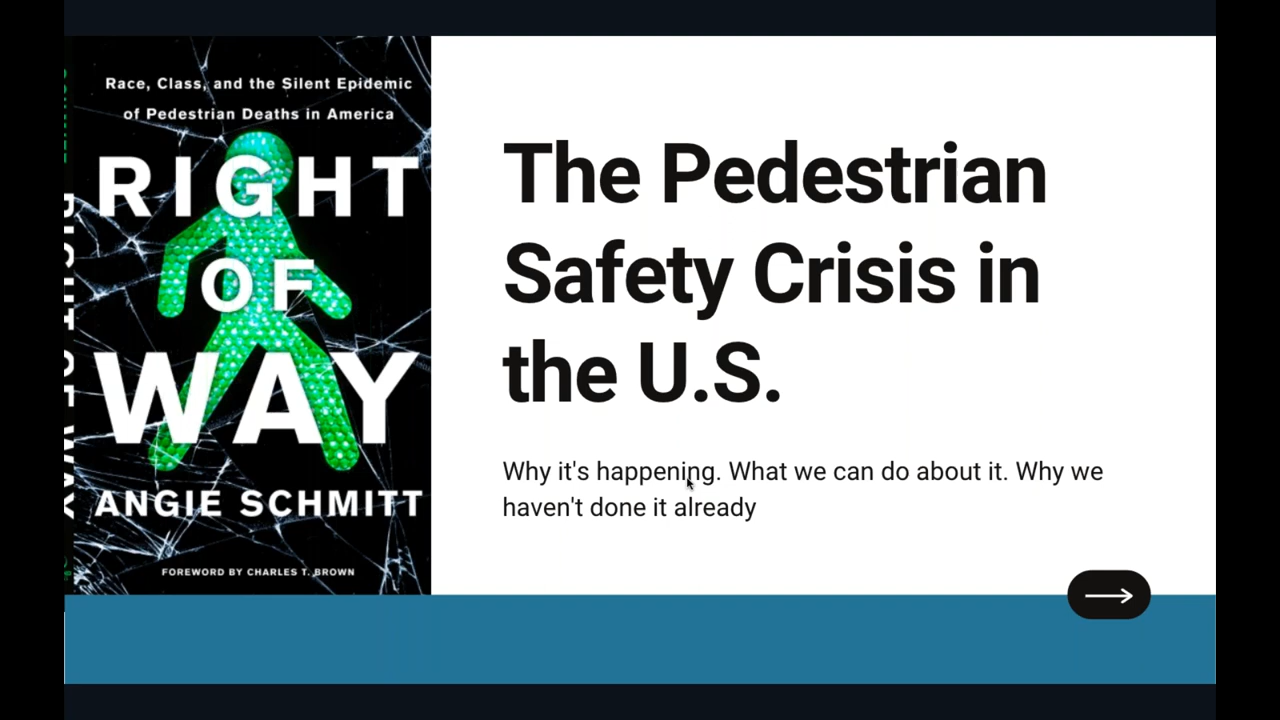 Race, Class, and the Silent Epidemic
of Pedestrian Deaths in America
RIGHT
OF
WAY
ANGIE SCHMITT
FOREWORD BY CHARLES T. BROWN
The Pedestrian
Safety Crisis in
the U.S.
Why it's happening. What we can do about it. Why we
haven't done it already